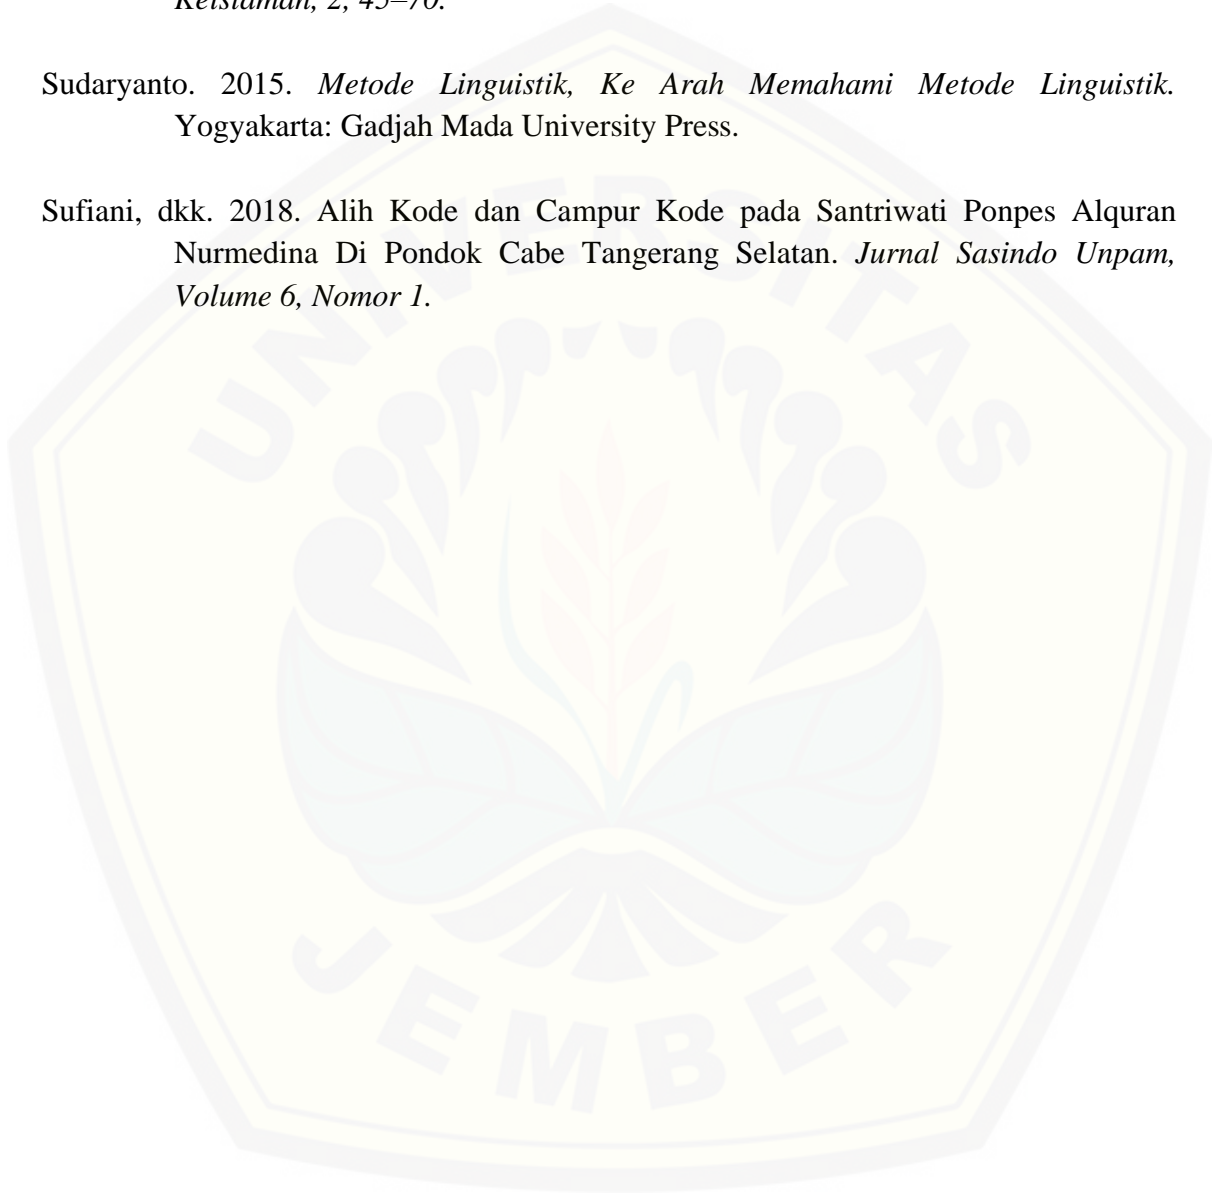 Keislaman, 2, 45–70.
Sudaryanto. 2015. Metode Linguistik, Ke Arah Memahami Metode Linguistik.
Yogyakarta: Gadjah Mada University Press.
Sufiani, dkk. 2018. Alih Kode dan Campur Kode pada Santriwati Ponpes Alquran
Nurmedina Di Pondok Cabe Tangerang Selatan. Jurnal Sasindo Unpam,
Volume 6, Nomor 1.
UNIVERSITAS
JEMBER